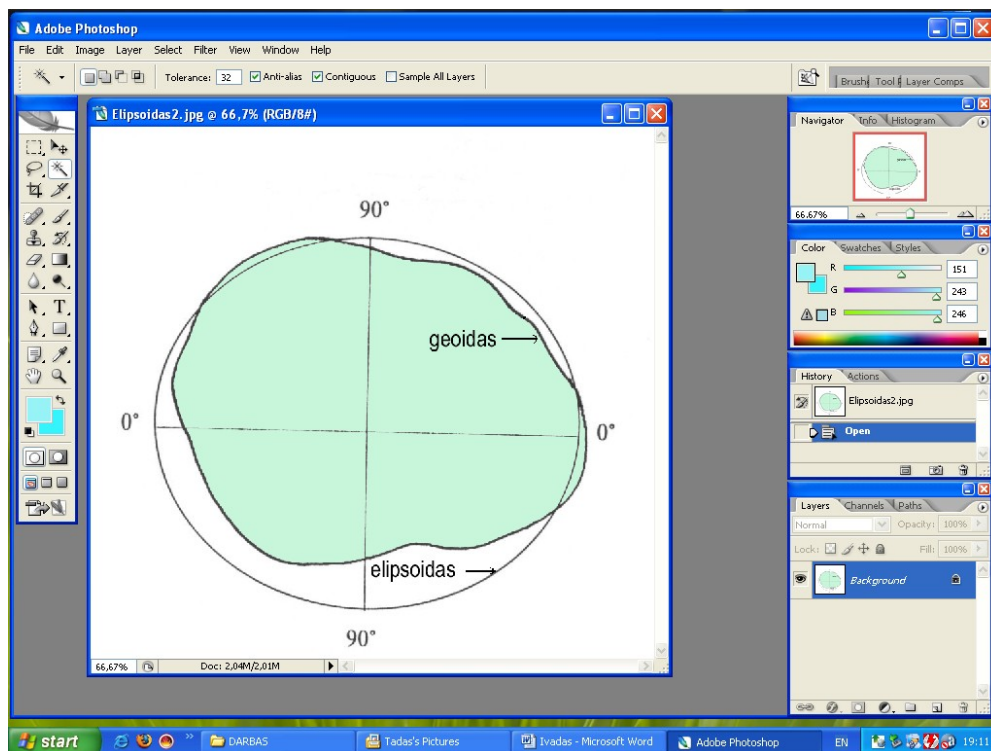 Adobe Photoshop
File Edit Image Layer Select Filter View Window Help
Tolerance: 32 Anti-alias Contiguous Sample All Layers
Brush Tool Layer Comps
Elipsoidas2.jpg @ 66,7% (RGB/8#)
90°
geoidas
0°
0°
elipsoidas
90°
66,67% Doc: 2,04M/2,01M
Navigator Info Histogram
66.67%
Color Swatches Styles
R 151
G 243
B 246
History Actions
Elipsoidas2.jpg
Open
Layers Channels Paths
Normal Opacity: 100%
Lock: Fill: 100%
Background
start DARBAS Tadas's Pictures Ivadas - Microsoft Word Adobe Photoshop EN 19:11